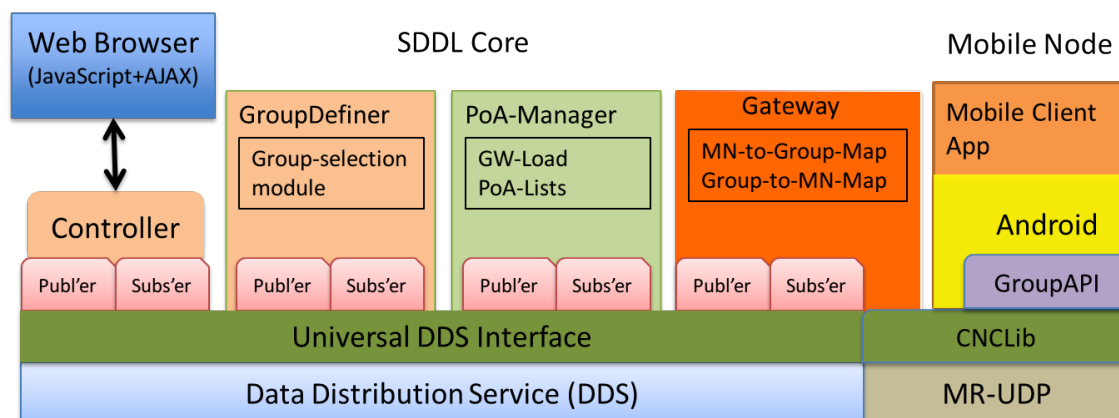 Web Browser
(JavaScript+AJAX)
SDDL Core
Mobile Node
GroupDefiner
Group-selection
module
PoA-Manager
GW-Load
PoA-Lists
Gateway
MN-to-Group-Map
Group-to-MN-Map
Mobile Client
App
Controller
Android
GroupAPI
Publ'er
Subs'er
Publ'er
Subs'er
Publ'er
Subs'er
Publ'er
Subs'er
Universal DDS Interface
CNCLib
Data Distribution Service (DDS)
MR-UDP